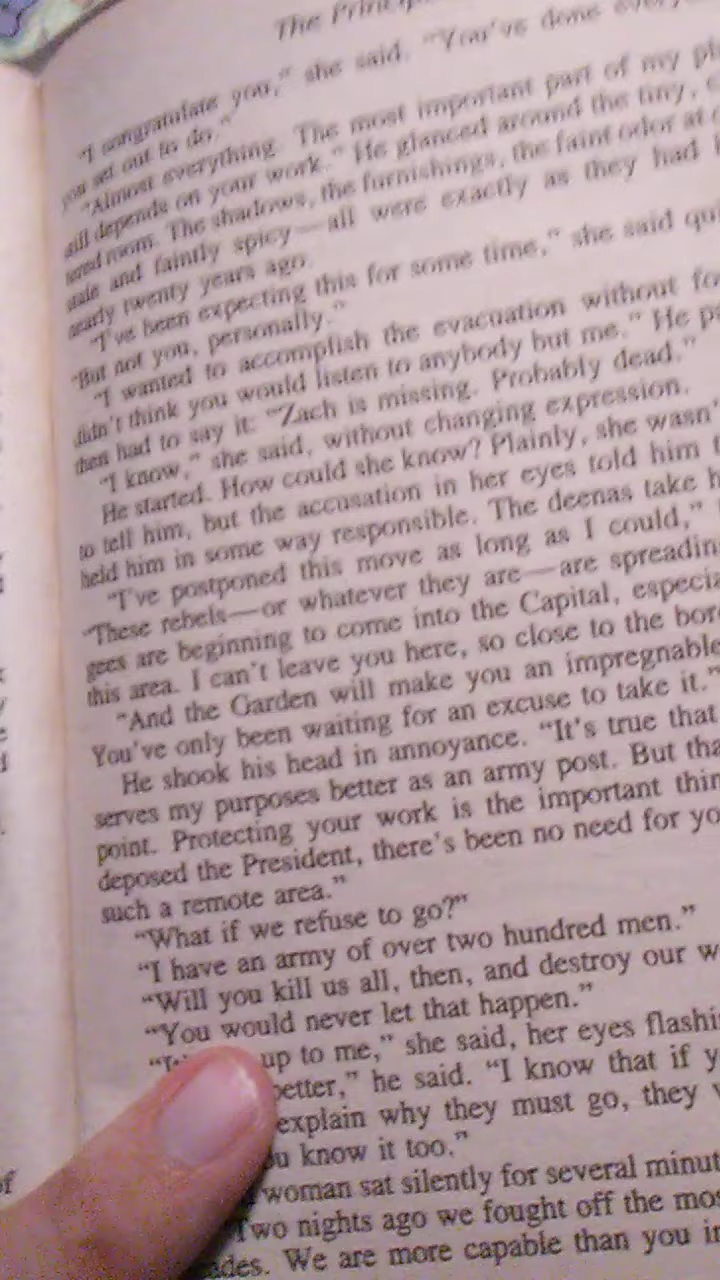 The
"I congratulate you," she said. "You've done
you set out to do."
"Almost everything. The most important part of my
still depends on your work." He glanced around the tiny,
tered room. The shadows, the furnishings, the faint odor at
stale and faintly spicy—all were exactly as they had
nearly twenty years ago.
"I've been expecting this for some time," she said
"But not you, personally."
"I wanted to accomplish the evacuation without
didn't think you would listen to anybody but me." He
then had to say it: "Zach is missing. Probably dead."
"I know," she said, without changing expression.
He started. How could she know? Plainly, she wasn'
to tell him, but the accusation in her eyes told him
held him in some way responsible. The deenas take
"I've postponed this move as long as I could,"
"These rebels—or whatever they are—are spreadin
gees are beginning to come into the Capital, especia
this area. I can't leave you here, so close to the bor
"And the Garden will make you an impregnable
You've only been waiting for an excuse to take it."
He shook his head in annoyance. "It's true that
serves my purposes better as an army post. But tha
point. Protecting your work is the important thin
deposed the President, there's been no need for yo
such a remote area."
"What if we refuse to go?"
"I have an army of over two hundred men."
"Will you kill us all, then, and destroy our w
"You would never let that happen."
up to me," she said, her eyes flashi
better," he said. "I know that if y
explain why they must go, they
know it too."
woman sat silently for several minut
Two nights ago we fought off the mo
ades. We are more capable than you